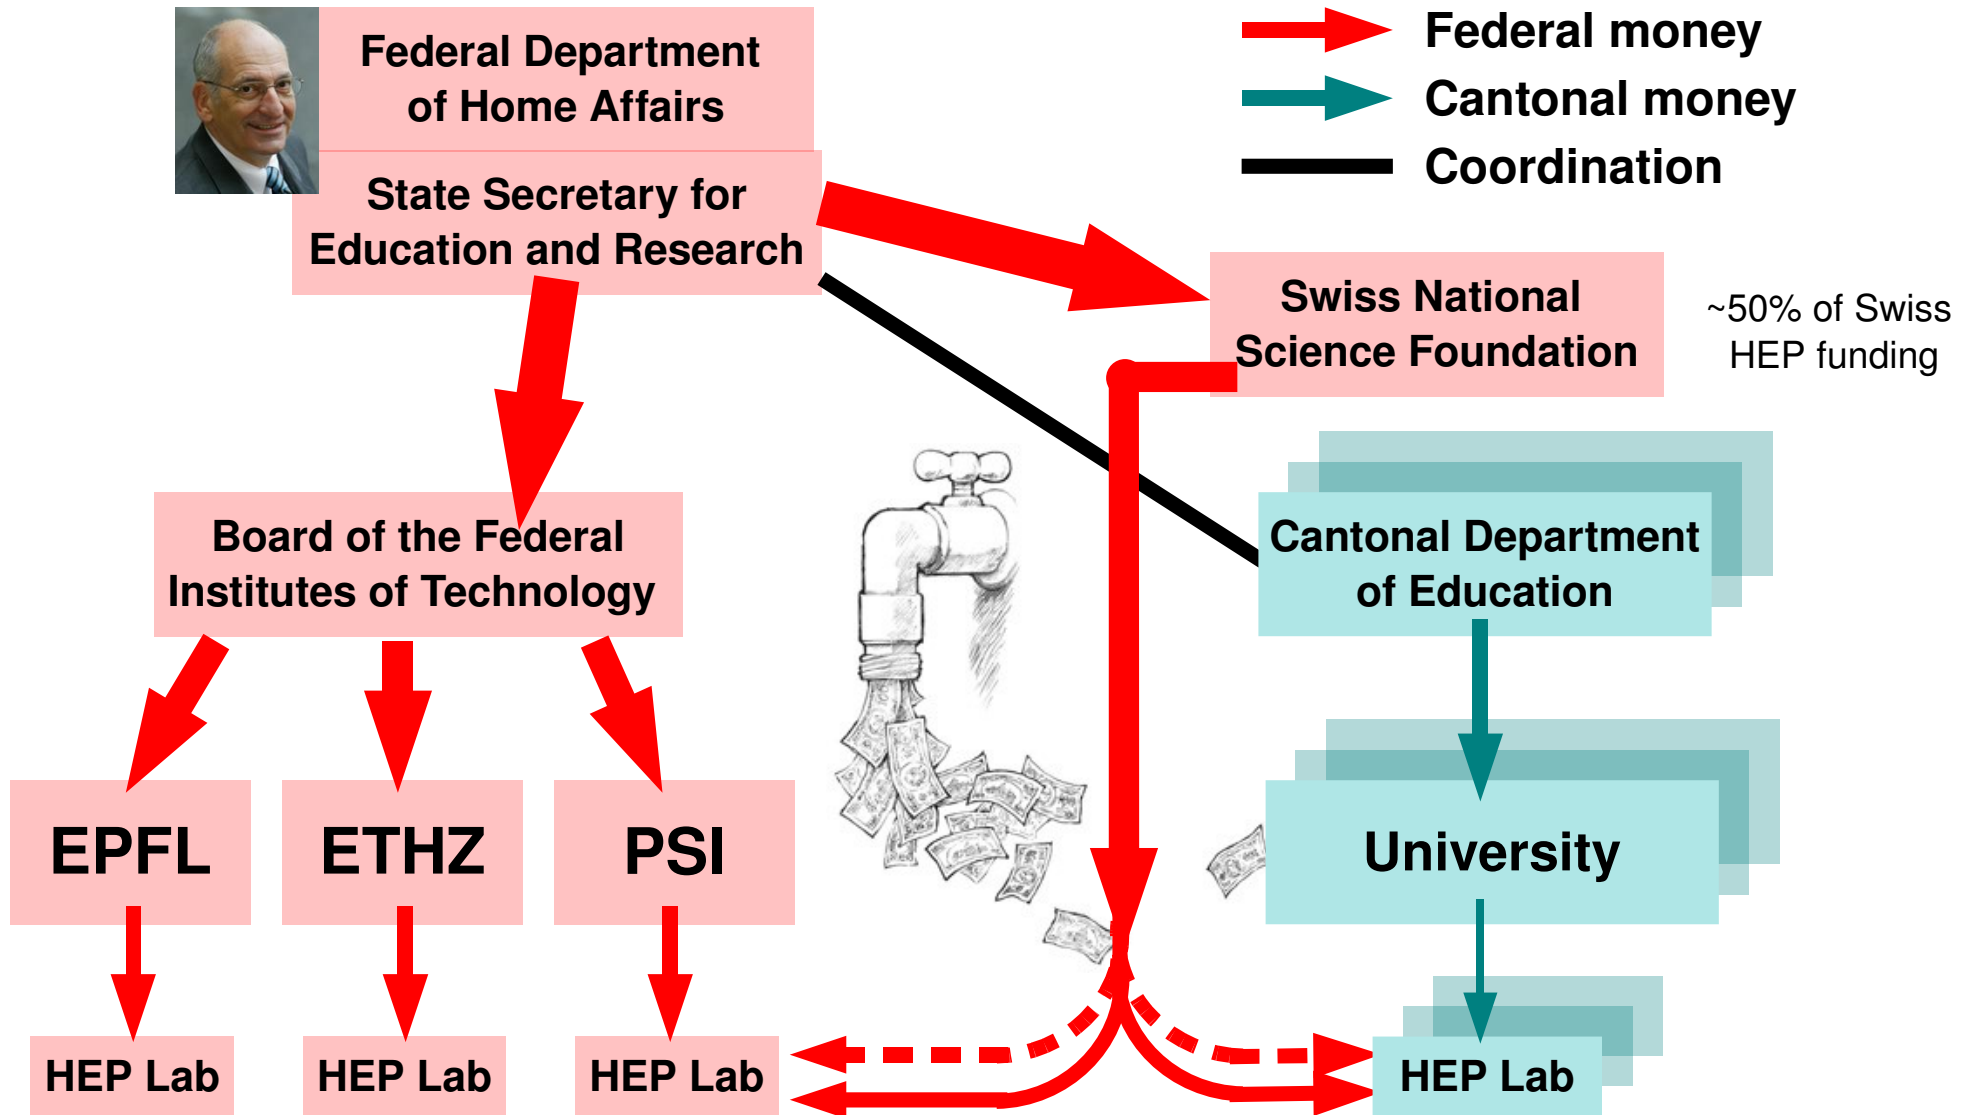 Federal Department
of Home Affairs
State Secretary for
Education and Research
Federal money
Cantonal money
Coordination
Swiss National
Science Foundation
~50% of Swiss
HEP funding
Board of the Federal
Institutes of Technology
Cantonal Department
of Education
EPFL
ETHZ
PSI
University
HEP Lab
HEP Lab
HEP Lab
HEP Lab